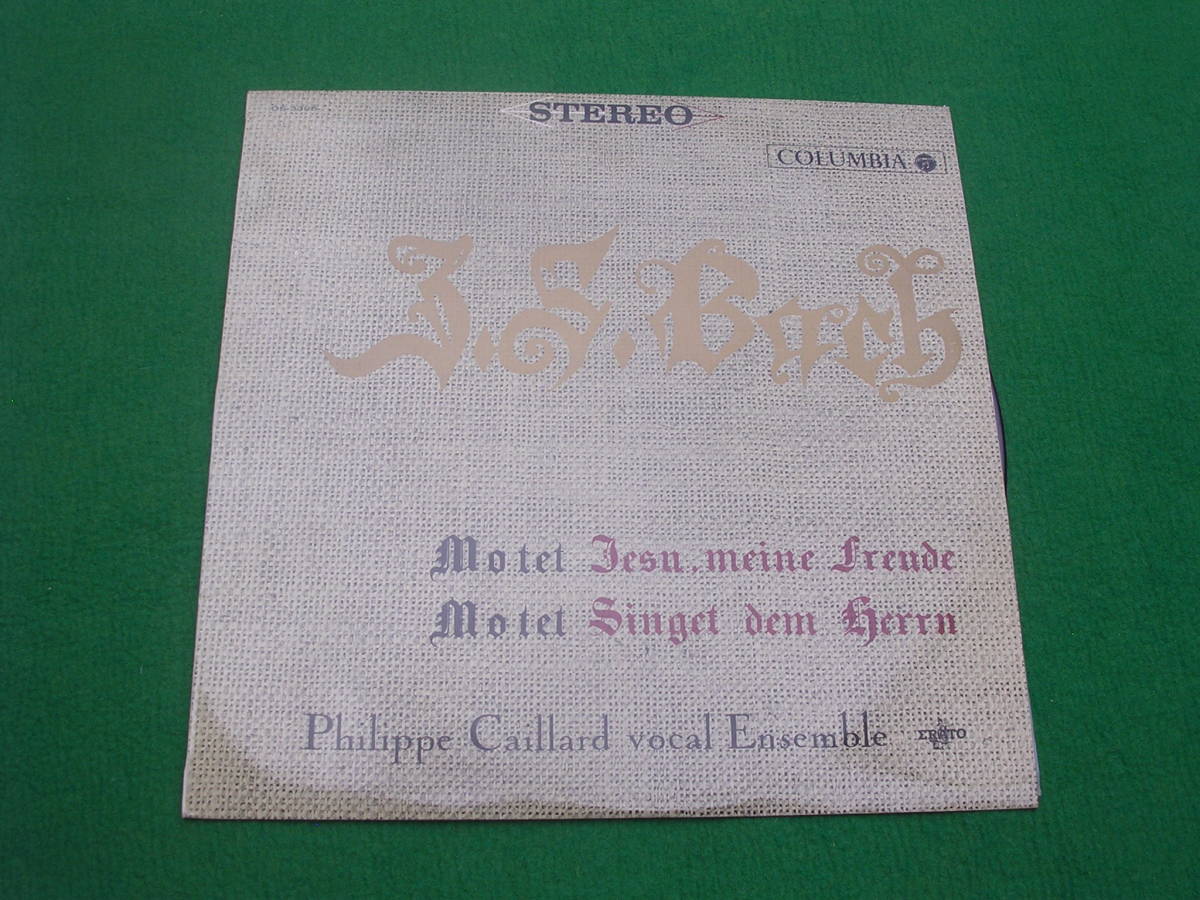 STEREO
COLUMBIA
J.S. Bach
Motet Jesu, meine Freude
Motet Singet dem Herrn
Philippe Caillard vocal Ensemble
ERATO